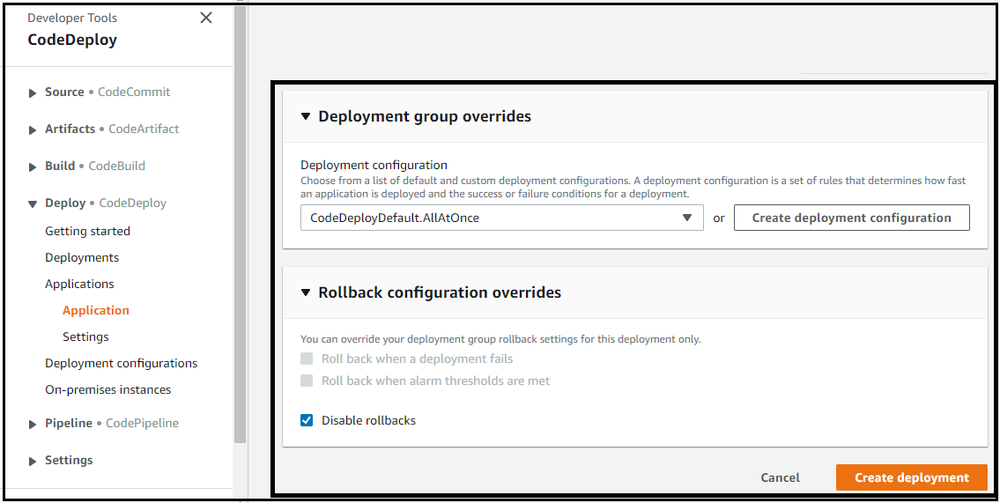 Developer Tools
CodeDeploy
Source • CodeCommit
Artifacts • CodeArtifact
Build • CodeBuild
Deploy • CodeDeploy
Getting started
Deployments
Applications
Application
Settings
Deployment configurations
On-premises instances
Pipeline • CodePipeline
Settings
Deployment group overrides
Deployment configuration
Choose from a list of default and custom deployment configurations. A deployment configuration is a set of rules that determines how fast
an application is deployed and the success or failure conditions for a deployment.
CodeDeployDefault.AllAtOnce or Create deployment configuration
Rollback configuration overrides
You can override your deployment group rollback settings for this deployment only.
Roll back when a deployment fails
Roll back when alarm thresholds are met
Disable rollbacks
Cancel Create deployment